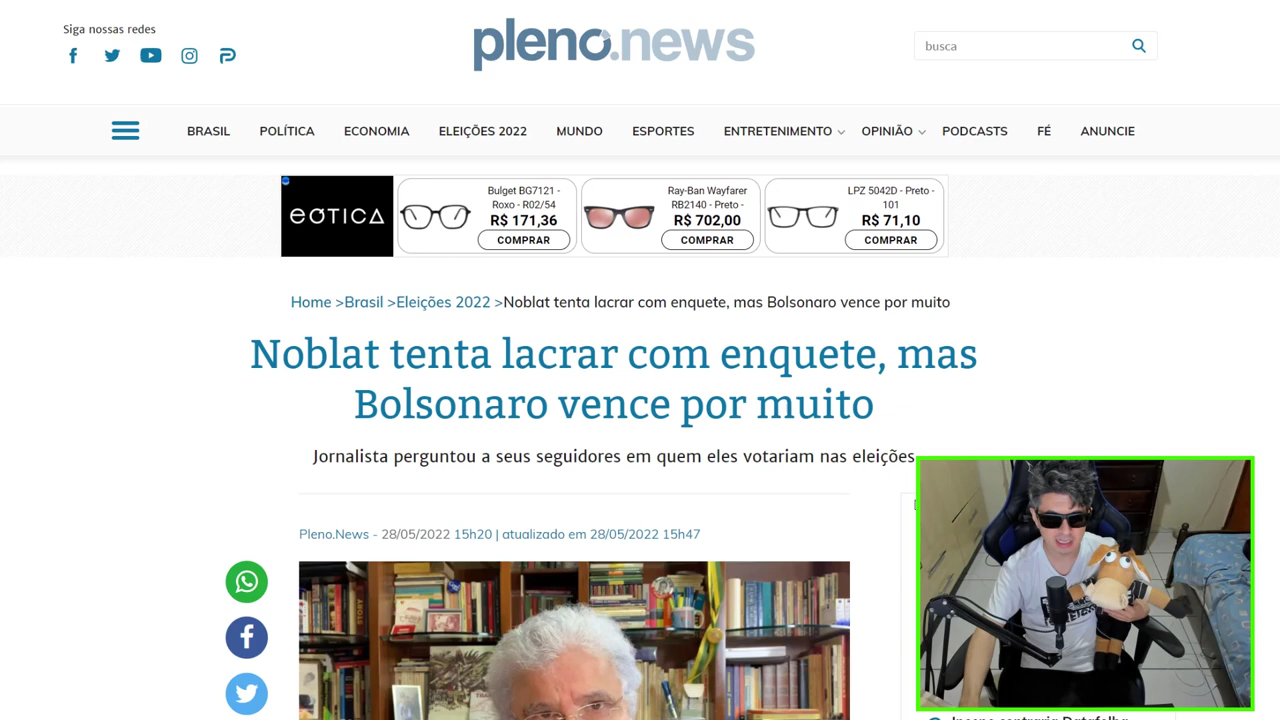 Siga nossas redes
pleno.news
busca
BRASIL POLÍTICA ECONOMIA ELEIÇÕES 2022 MUNDO ESPORTES ENTRETENIMENTO OPINIÃO PODCASTS FÉ ANUNCIE
eÓTICA
Bulget BG7121 -
Roxo - R02/54
R$ 171,36
COMPRAR
Ray-Ban Wayfarer
RB2140 - Preto -
R$ 702,00
COMPRAR
LPZ 5042D - Preto -
101
R$ 71,10
COMPRAR
Home >Brasil >Eleições 2022 >Noblat tenta lacrar com enquete, mas Bolsonaro vence por muito
Noblat tenta lacrar com enquete, mas
Bolsonaro vence por muito
Jornalista perguntou a seus seguidores em quem eles votariam nas eleições
Pleno.News - 28/05/2022 15h20 | atualizado em 28/05/2022 15h47